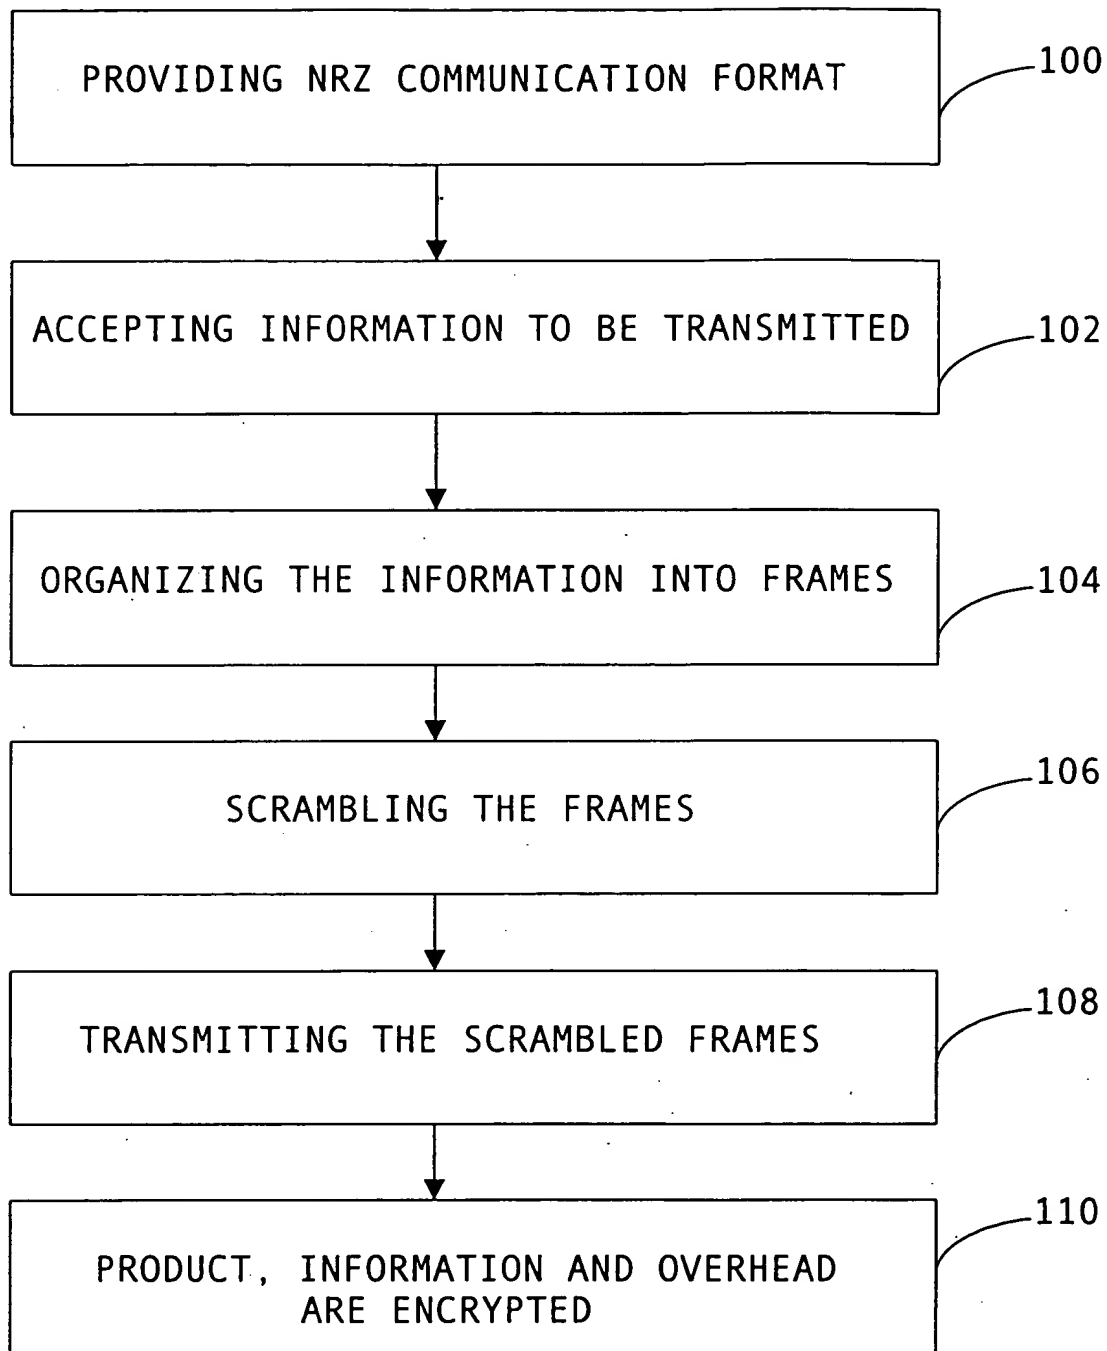 PROVIDING NRZ COMMUNICATION FORMAT
100
ACCEPTING INFORMATION TO BE TRANSMITTED
102
ORGANIZING THE INFORMATION INTO FRAMES
104
SCRAMBLING THE FRAMES
106
TRANSMITTING THE SCRAMBLED FRAMES
108
PRODUCT, INFORMATION AND OVERHEAD
ARE ENCRYPTED
110